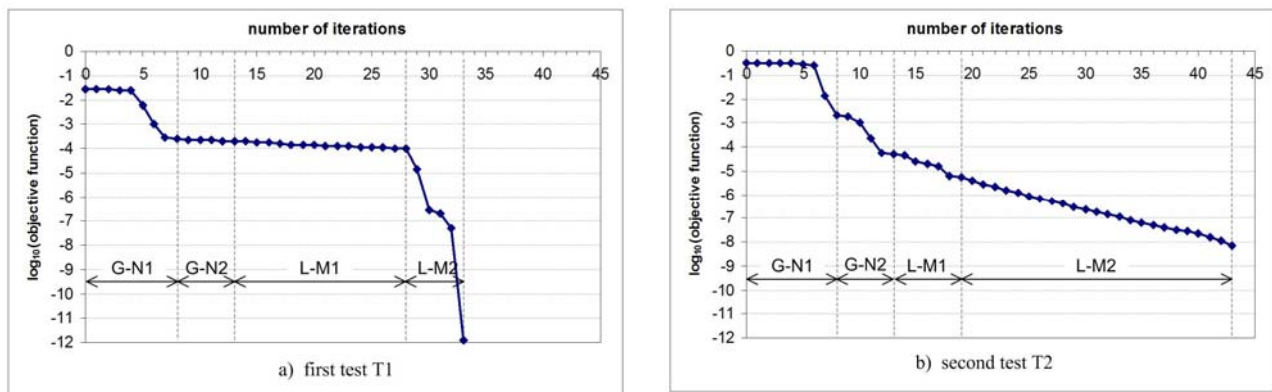 number of iterations
0
-1
-2
-3
-4
-5
-6
-7
-8
-9
-10
-11
-12
0 5 10 15 20 25 30 35 40 45
log₁₀(objective function)
G-N1 G-N2 L-M1 L-M2
a) first test T1
number of iterations
0
-1
-2
-3
-4
-5
-6
-7
-8
-9
-10
-11
-12
0 5 10 15 20 25 30 35 40 45
log₁₀(objective function)
G-N1 G-N2 L-M1 L-M2
b) second test T2